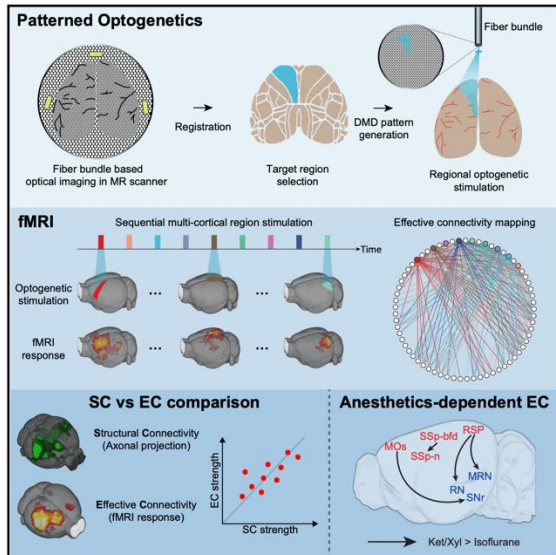 Patterned Optogenetics
Fiber bundle based
optical imaging in MR scanner
Registration
Target region
selection
DMD pattern
generation
Fiber bundle
Regional optogenetic
stimulation
fMRI
Sequential multi-cortical region stimulation
Time
Optogenetic
stimulation
...
...
fMRI
response
...
...
Effective connectivity mapping
SC vs EC comparison
Structural Connectivity
(Axonal projection)
Effective Connectivity
(fMRI response)
EC strength
SC strength
Anesthetics-dependent EC
MOs
SSp-bfd
SSp-n
RSP
MRN
RN
SNr
Ket/Xyl > Isoflurane